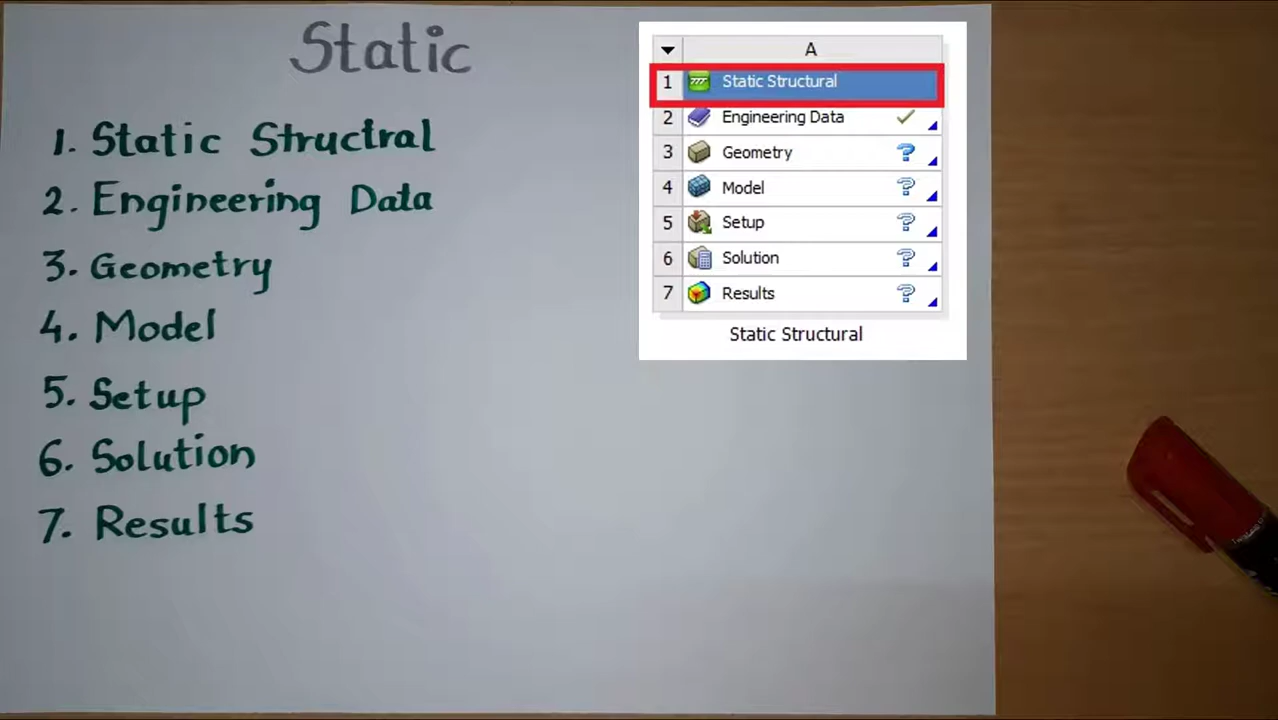 Static
1. Static Structral
2. Engineering Data
3. Geometry
4. Model
5. Setup
6. Solution
7. Results
A
1 Static Structural
2 Engineering Data
3 Geometry ?
4 Model ?
5 Setup ?
6 Solution ?
7 Results ?
Static Structural